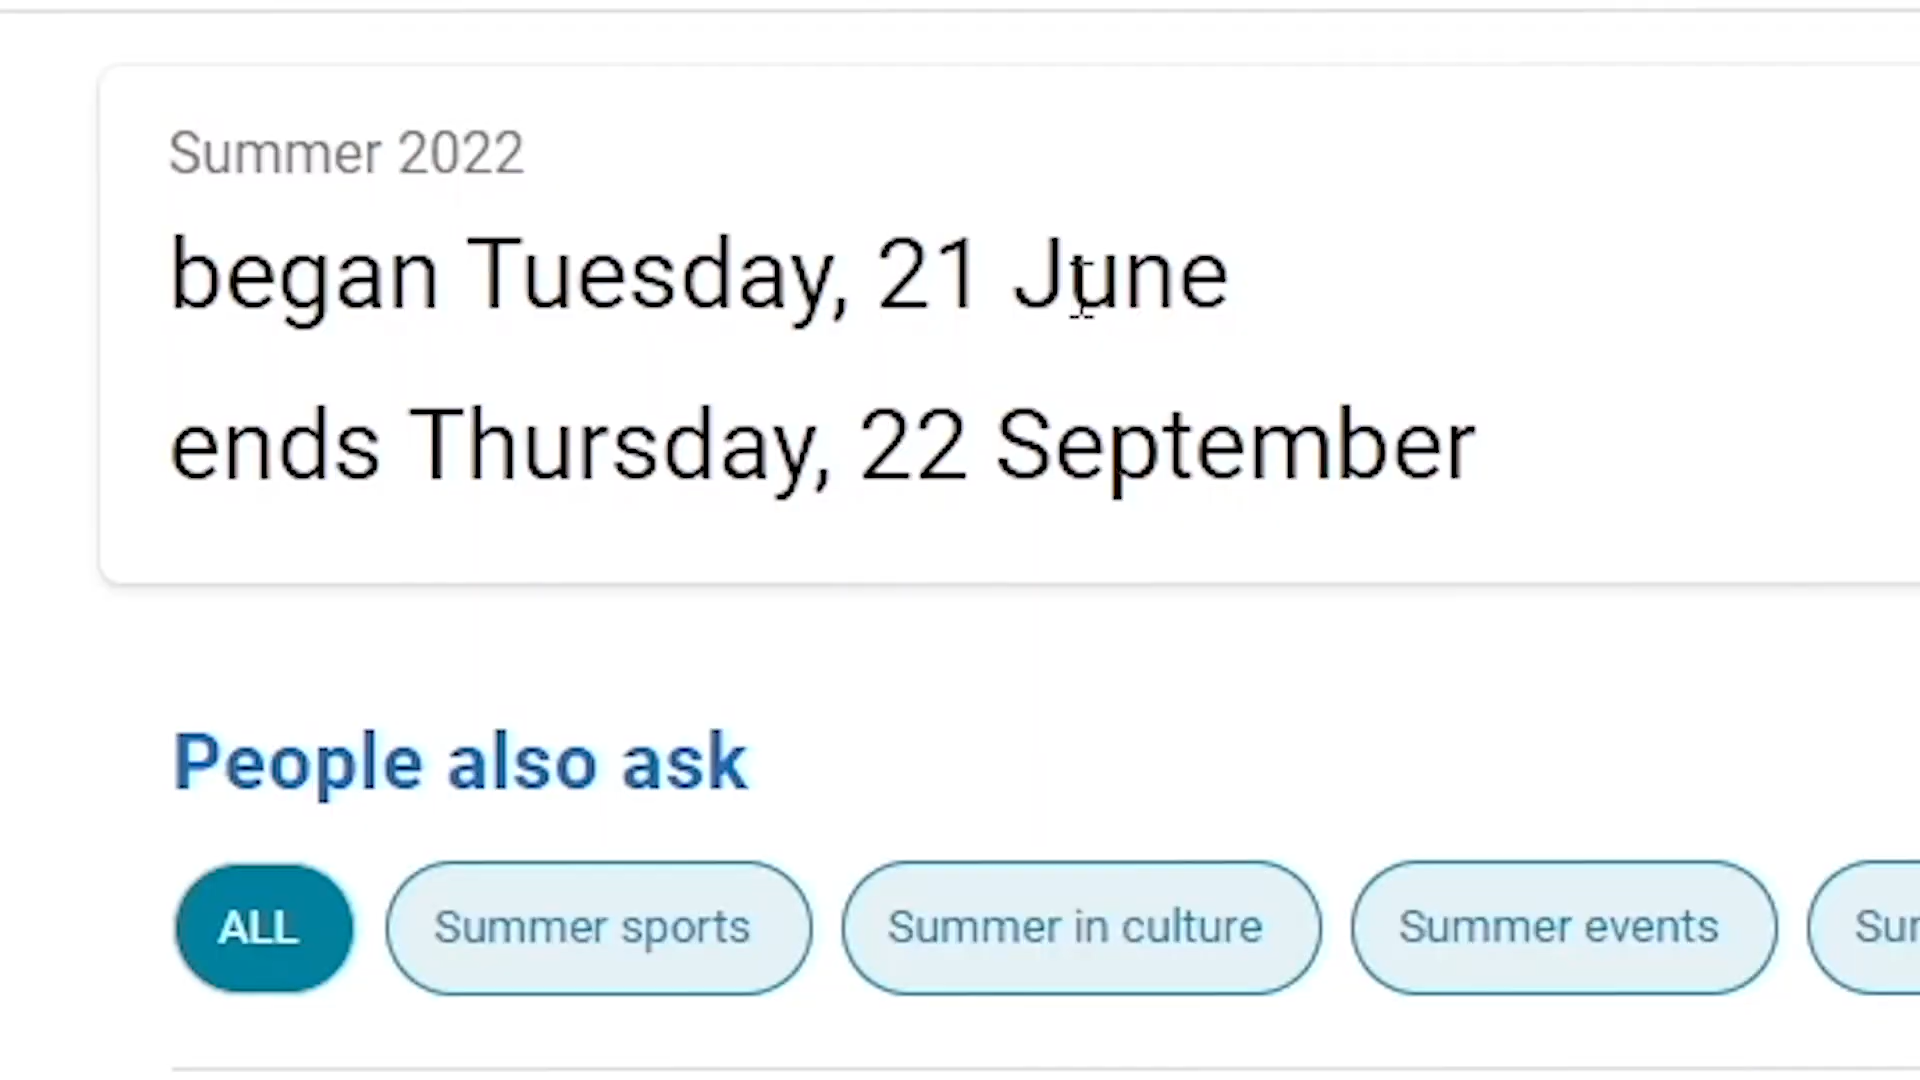 Summer 2022
began Tuesday, 21 June
ends Thursday, 22 September
People also ask
ALL
Summer sports
Summer in culture
Summer events